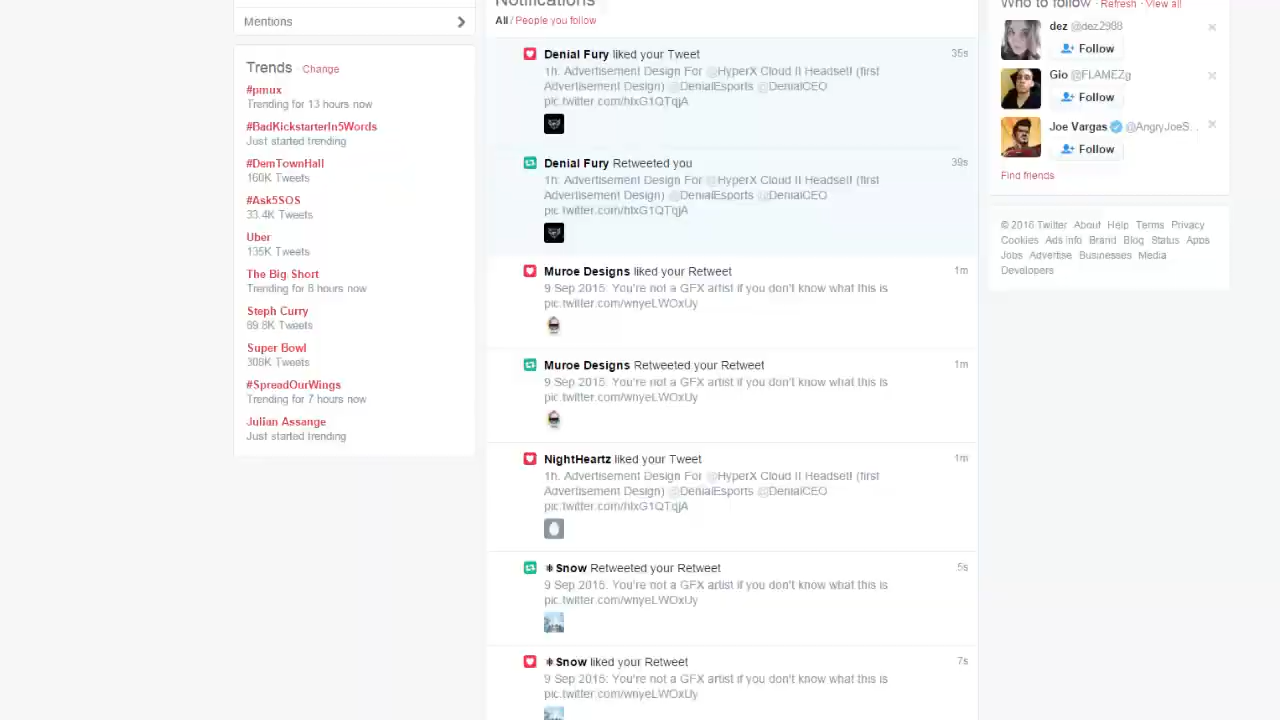 Mentions
Trends Change
#pmux
Trending for 13 hours now
#BadKickstarterIn5Words
Just started trending
#DemTownHall
160K Tweets
#Ask5SOS
33.4K Tweets
Uber
135K Tweets
The Big Short
Trending for 8 hours now
Steph Curry
69.8K Tweets
Super Bowl
308K Tweets
#SpreadOurWings
Trending for 7 hours now
Julian Assange
Just started trending
Notifications
All / People you follow
Denial Fury liked your Tweet 35s
1h: Advertisement Design For @HyperX Cloud II Headset! (first
Advertisement Design) @DenialEsports @DenialCEO
pic.twitter.com/hIxG1QTqjA
Denial Fury Retweeted you 39s
1h: Advertisement Design For @HyperX Cloud II Headset! (first
Advertisement Design) @DenialEsports @DenialCEO
pic.twitter.com/hIxG1QTqjA
Muroe Designs liked your Retweet 1m
9 Sep 2015: You're not a GFX artist if you don't know what this is
pic.twitter.com/wnyeLWOxUy
Muroe Designs Retweeted your Retweet 1m
9 Sep 2015: You're not a GFX artist if you don't know what this is
pic.twitter.com/wnyeLWOxUy
NightHeartz liked your Tweet 1m
1h: Advertisement Design For @HyperX Cloud II Headset! (first
Advertisement Design) @DenialEsports @DenialCEO
pic.twitter.com/hIxG1QTqjA
❄Snow Retweeted your Retweet 5s
9 Sep 2015: You're not a GFX artist if you don't know what this is
pic.twitter.com/wnyeLWOxUy
❄Snow liked your Retweet 7s
9 Sep 2015: You're not a GFX artist if you don't know what this is
pic.twitter.com/wnyeLWOxUy
Who to follow · Refresh · View all
dez @dez2988
Follow
Gio @FLAMEZg
Follow
Joe Vargas @AngryJoeS...
Follow
Find friends
© 2016 Twitter About Help Terms Privacy
Cookies Ads info Brand Blog Status Apps
Jobs Advertise Businesses Media
Developers